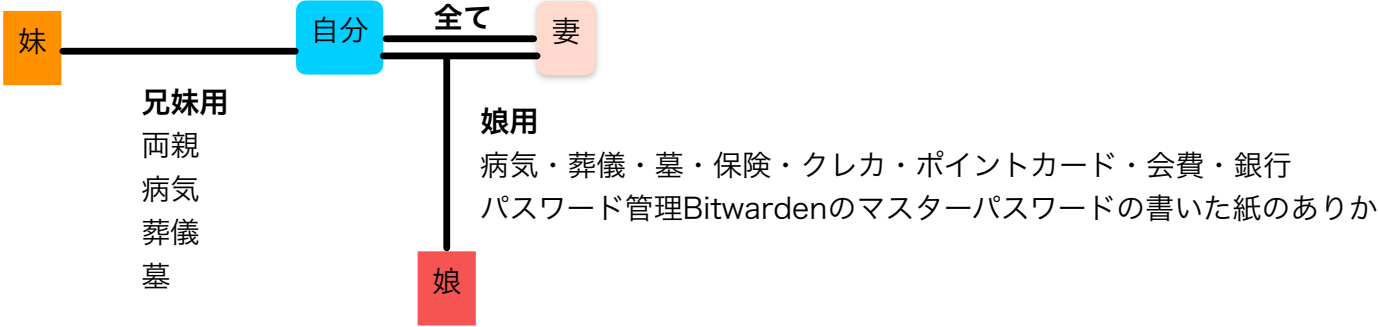 妹
自分
全て
妻
兄妹用
両親
病気
葬儀
墓
娘用
病気・葬儀・墓・保険・クレカ・ポイントカード・会費・銀行
パスワード管理Bitwardenのマスターパスワードの書いた紙のありか
娘